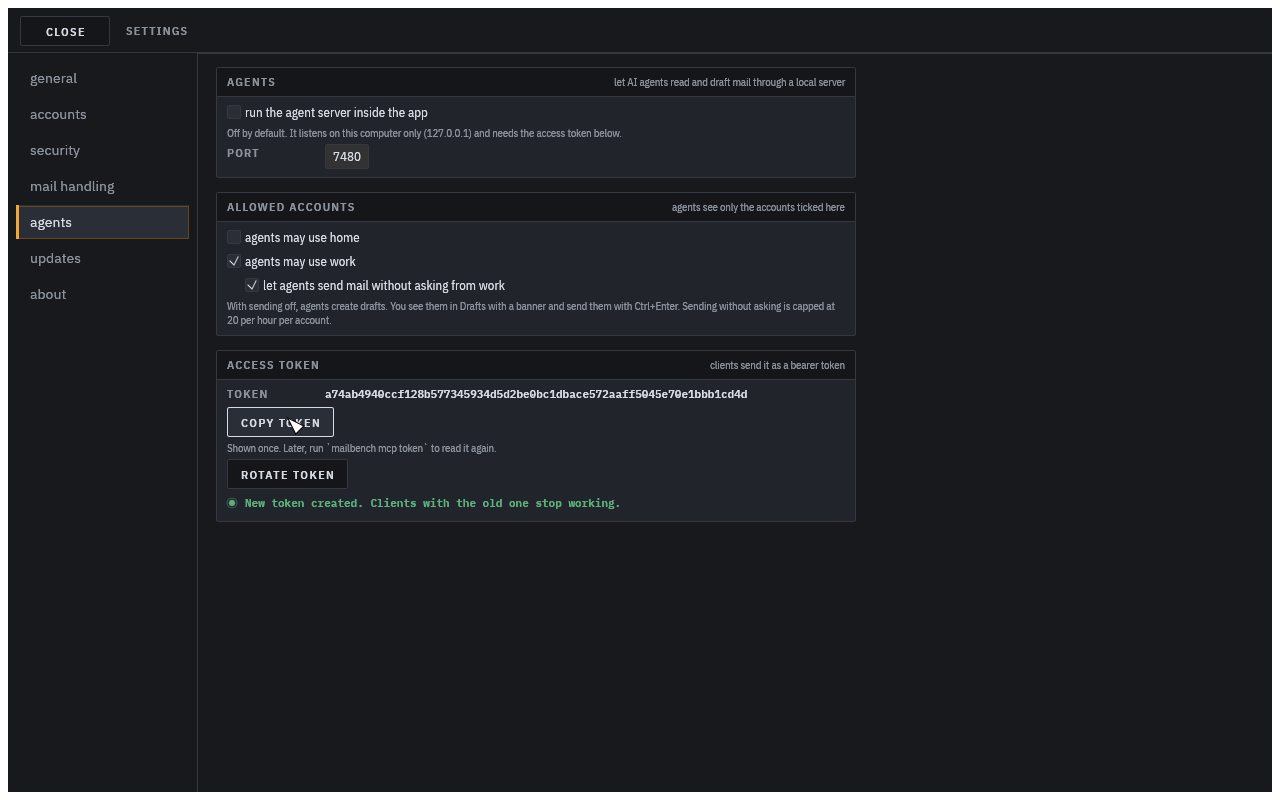 CLOSE SETTINGS
general
accounts
security
mail handling
agents
updates
about
AGENTS let AI agents read and draft mail through a local server
run the agent server inside the app
Off by default. It listens on this computer only (127.0.0.1) and needs the access token below.
PORT 7480
ALLOWED ACCOUNTS agents see only the accounts ticked here
agents may use home
agents may use work
let agents send mail without asking from work
With sending off, agents create drafts. You see them in Drafts with a banner and send them with Ctrl+Enter. Sending without asking is capped at
20 per hour per account.
ACCESS TOKEN clients send it as a bearer token
TOKEN a74ab4940ccf128b577345934d5d2be0bc1dbace572aaff5045e70e1bbb1cd4d
COPY TOKEN
Shown once. Later, run `mailbench mcp token` to read it again.
ROTATE TOKEN
New token created. Clients with the old one stop working.